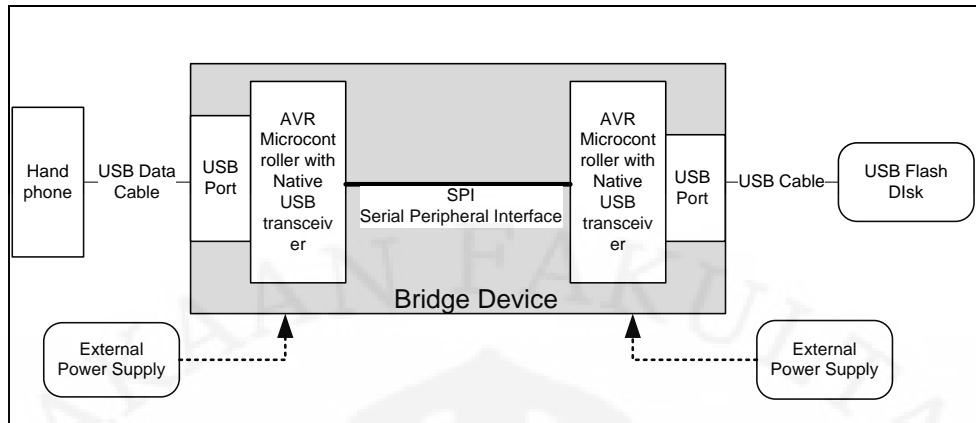 Hand
phone
USB Data
Cable
USB
Port
AVR
Microcont
roller with
Native
USB
transceiv
er
SPI
Serial Peripheral Interface
AVR
Microcont
roller with
Native
USB
transceiv
er
USB
Port
USB Cable
USB Flash
DIsk
Bridge Device
External
Power Supply
External
Power Supply
AMAAN FAKULTA